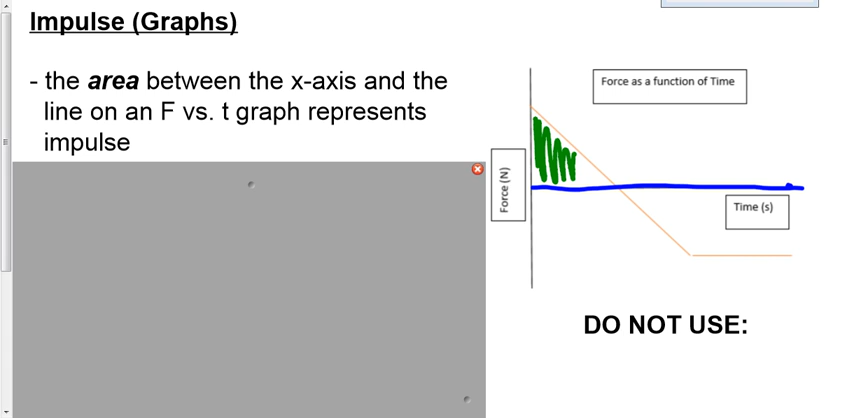 Impulse (Graphs)
- the area between the x-axis and the
line on an F vs. t graph represents
impulse
Force as a function of Time
Force (N)
Time (s)
DO NOT USE: